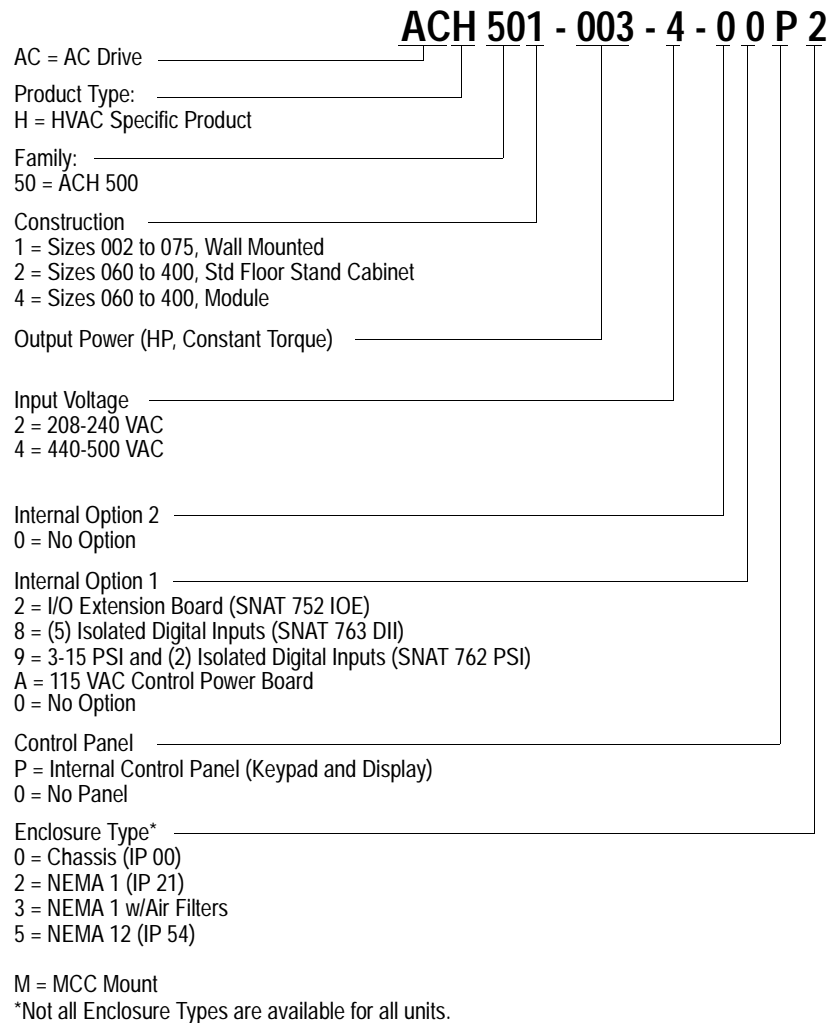 ACH 501 - 003 - 4 - 0 0 P 2
AC = AC Drive
Product Type:
H = HVAC Specific Product
Family:
50 = ACH 500
Construction
1 = Sizes 002 to 075, Wall Mounted
2 = Sizes 060 to 400, Std Floor Stand Cabinet
4 = Sizes 060 to 400, Module
Output Power (HP, Constant Torque)
Input Voltage
2 = 208-240 VAC
4 = 440-500 VAC
Internal Option 2
0 = No Option
Internal Option 1
2 = I/O Extension Board (SNAT 752 IOE)
8 = (5) Isolated Digital Inputs (SNAT 763 DII)
9 = 3-15 PSI and (2) Isolated Digital Inputs (SNAT 762 PSI)
A = 115 VAC Control Power Board
0 = No Option
Control Panel
P = Internal Control Panel (Keypad and Display)
0 = No Panel
Enclosure Type*
0 = Chassis (IP 00)
2 = NEMA 1 (IP 21)
3 = NEMA 1 w/Air Filters
5 = NEMA 12 (IP 54)
M = MCC Mount
*Not all Enclosure Types are available for all units.